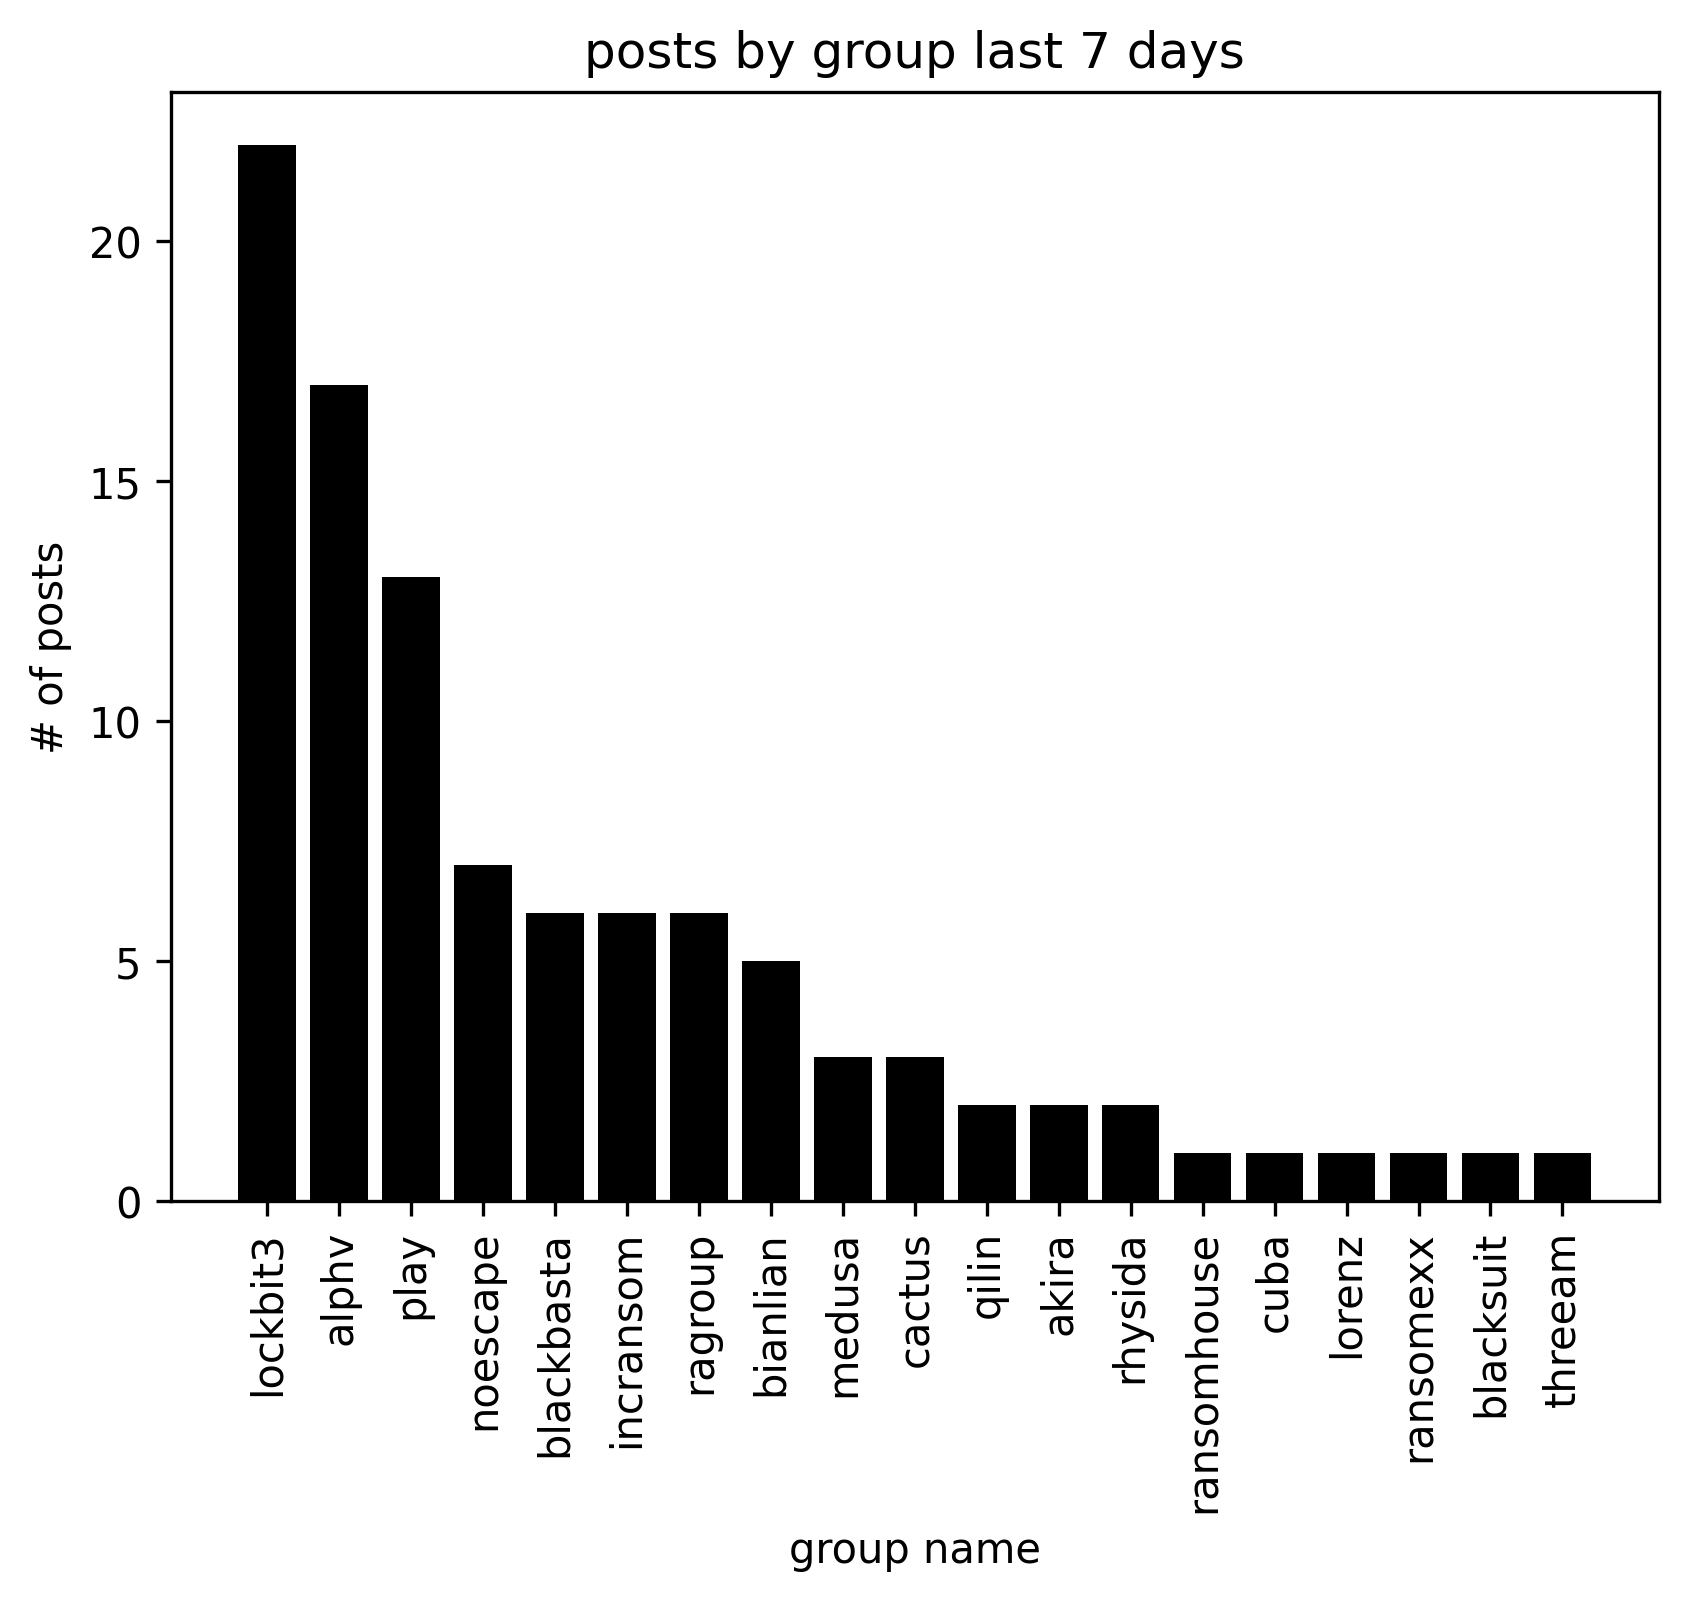 posts by group last 7 days
# of posts
20
15
10
5
0
lockbit3
alphv
play
noescape
blackbasta
incransom
ragroup
bianlian
medusa
cactus
qilin
akira
rhysida
ransomhouse
cuba
lorenz
ransomexx
blacksuit
threeam
group name